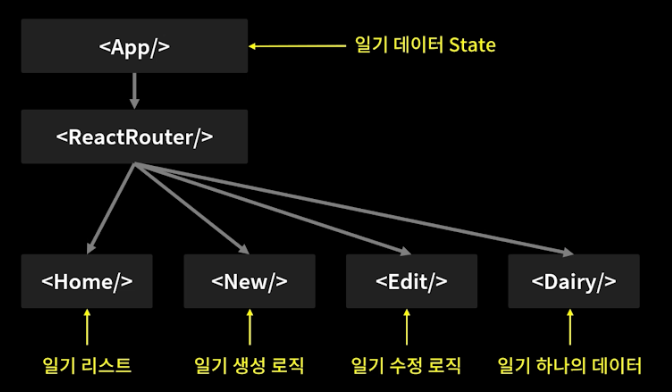 <App/>
일기 데이터 State
<ReactRouter/>
<Home/>
<New/>
<Edit/>
<Dairy/>
일기 리스트
일기 생성 로직
일기 수정 로직
일기 하나의 데이터